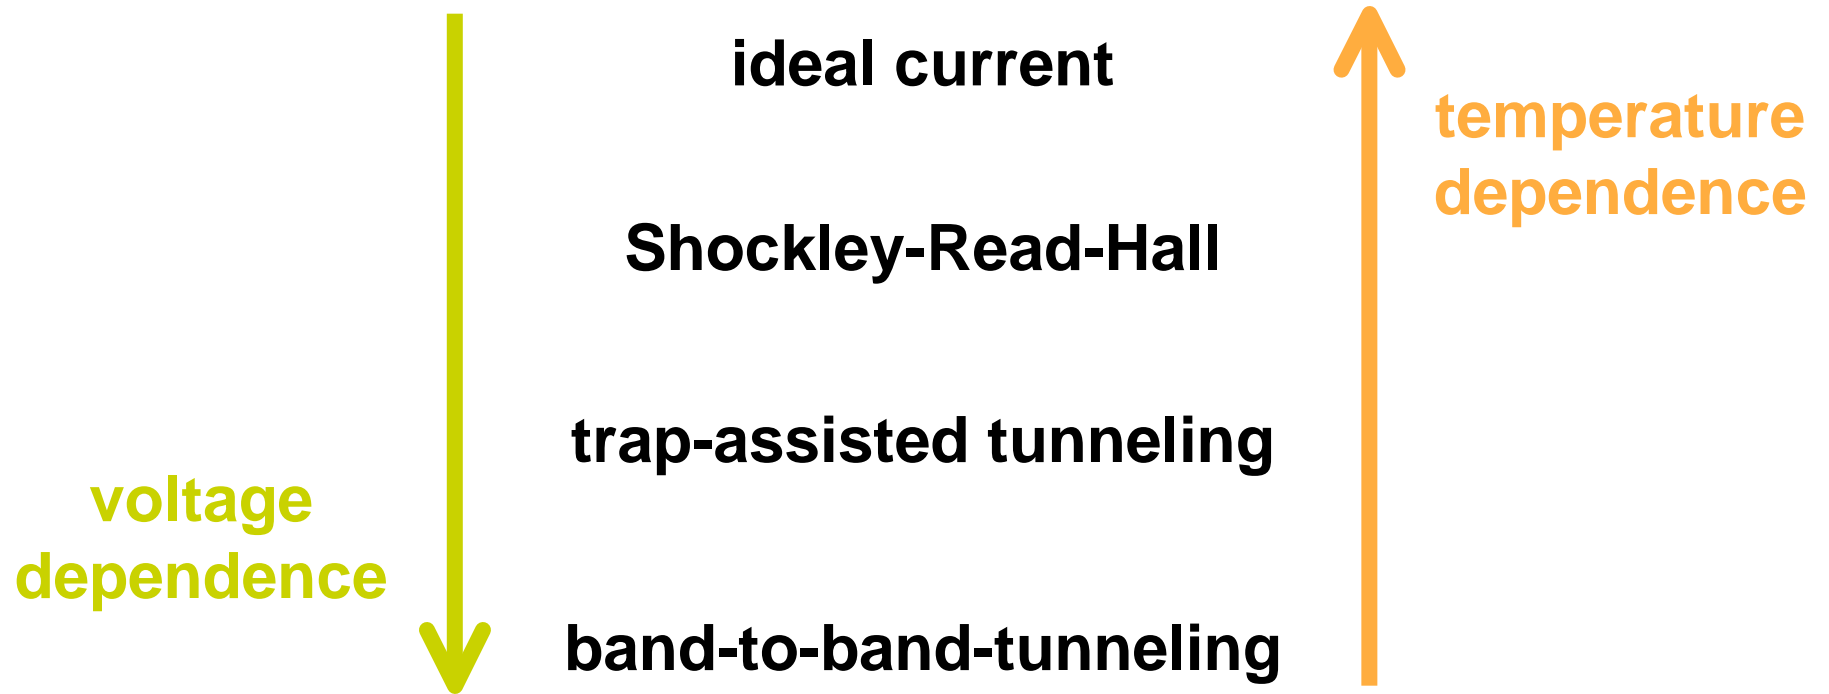 ideal current
temperature
dependence
Shockley-Read-Hall
trap-assisted tunneling
voltage
dependence
band-to-band-tunneling